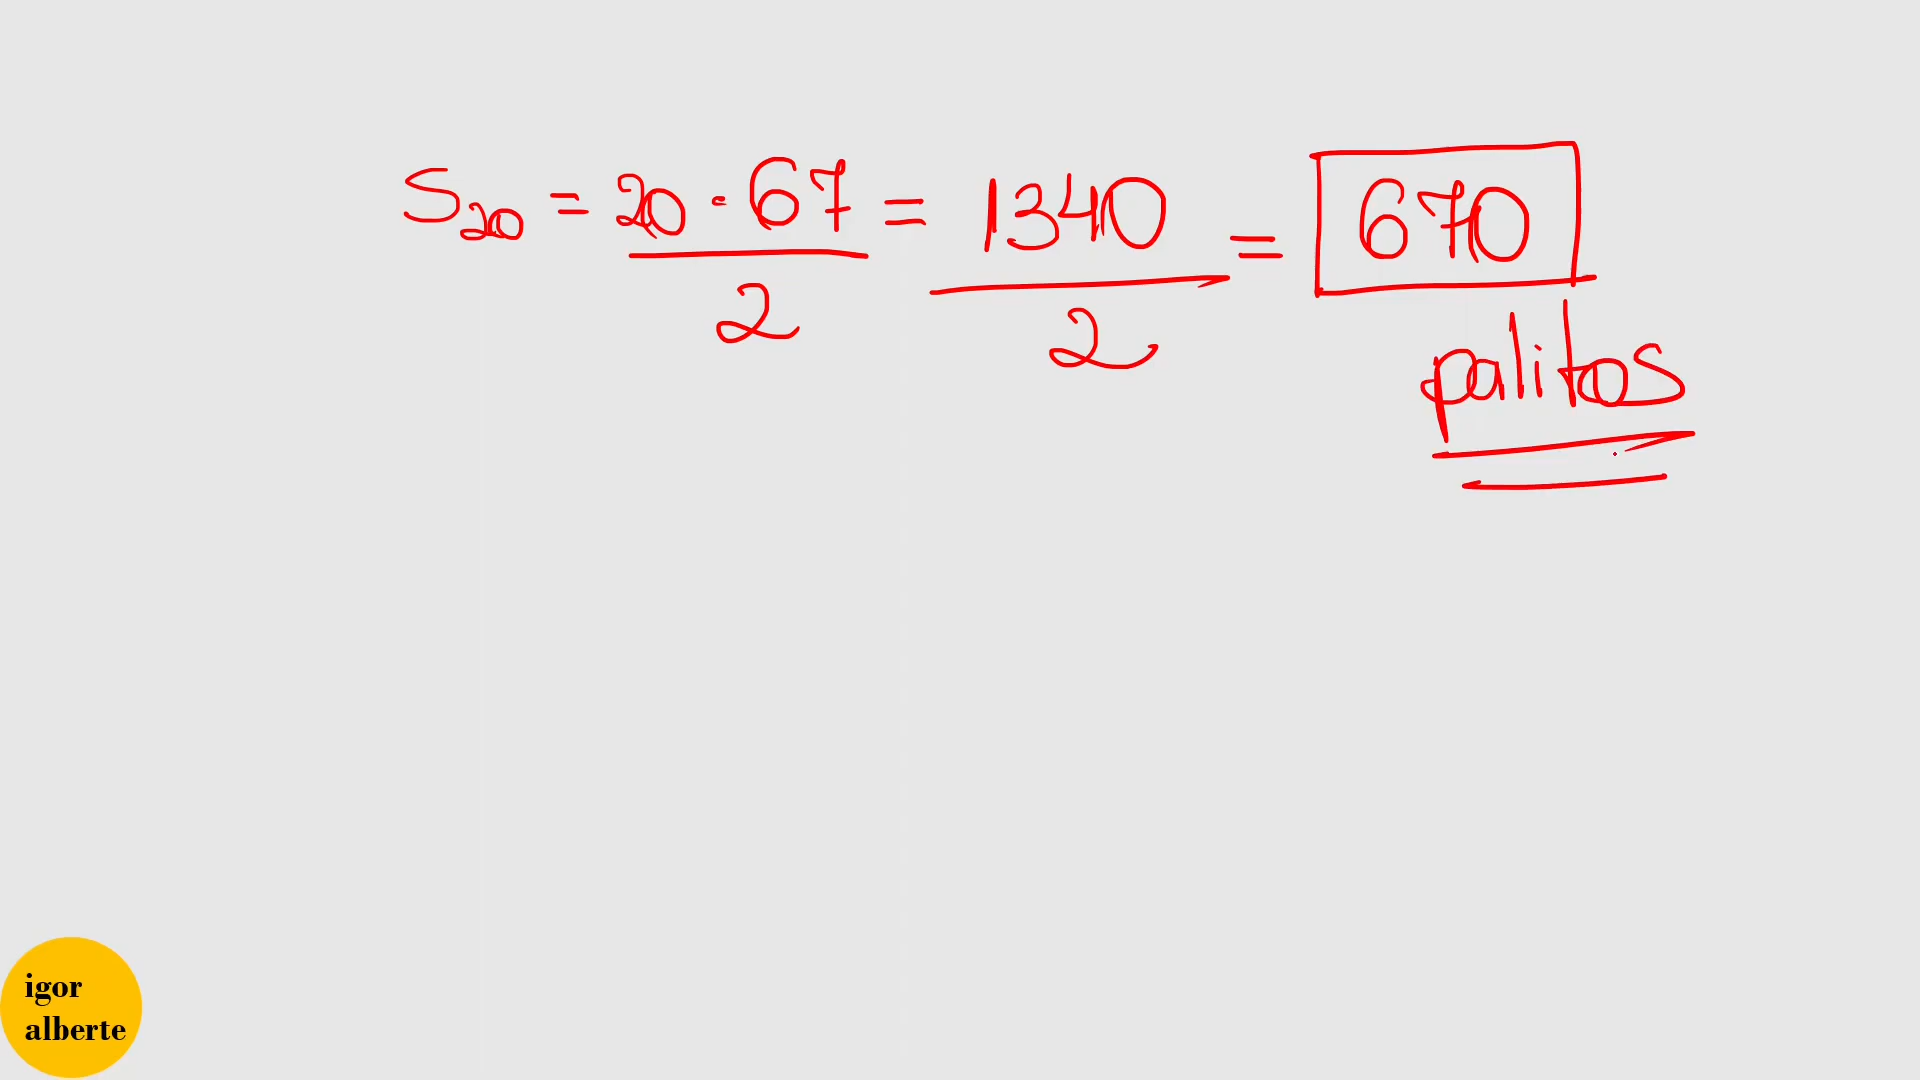 S₂₀ = 20 · 67 / 2 = 1340 / 2 = 670
palitos
igor
alberte